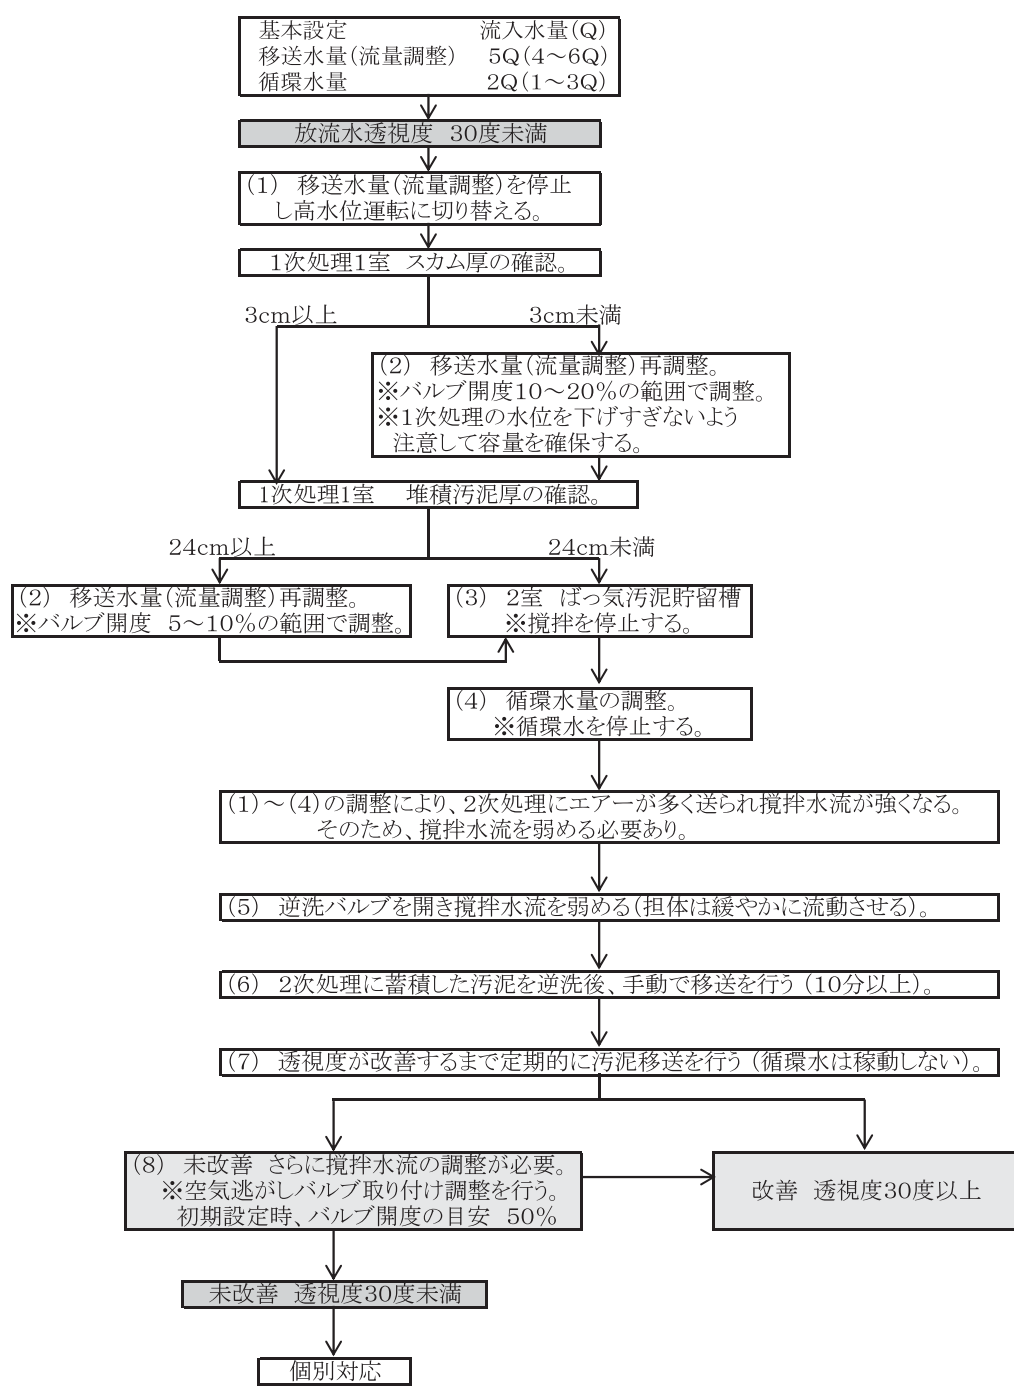 基本設定　　　　　流入水量(Q)
移送水量(流量調整)　5Q(4～6Q)
循環水量　　　　　2Q(1～3Q)
放流水透視度　30度未満
(1)　移送水量(流量調整)を停止
し高水位運転に切り替える。
1次処理1室　スカム厚の確認。
3cm以上　　　　3cm未満
(2)　移送水量(流量調整)再調整。
※バルブ開度10～20％の範囲で調整。
※1次処理の水位を下げすぎないよう
注意して容量を確保する。
1次処理1室　堆積汚泥厚の確認。
24cm以上　　　　24cm未満
(2)　移送水量(流量調整)再調整。
※バルブ開度　5～10％の範囲で調整。
(3)　2室　ばっ気汚泥貯留槽
※撹拌を停止する。
(4)　循環水量の調整。
※循環水を停止する。
(1)～(4)の調整により、2次処理にエアーが多く送られ撹拌水流が強くなる。
そのため、撹拌水流を弱める必要あり。
(5)　逆洗バルブを開き撹拌水流を弱める(担体は緩やかに流動させる)。
(6)　2次処理に蓄積した汚泥を逆洗後、手動で移送を行う(10分以上)。
(7)　透視度が改善するまで定期的に汚泥移送を行う(循環水は稼動しない)。
(8)　未改善　さらに撹拌水流の調整が必要。
※空気逃がしバルブ取り付け調整を行う。
初期設定時、バルブ開度の目安　50％
改善　透視度30度以上
未改善　透視度30度未満
個別対応